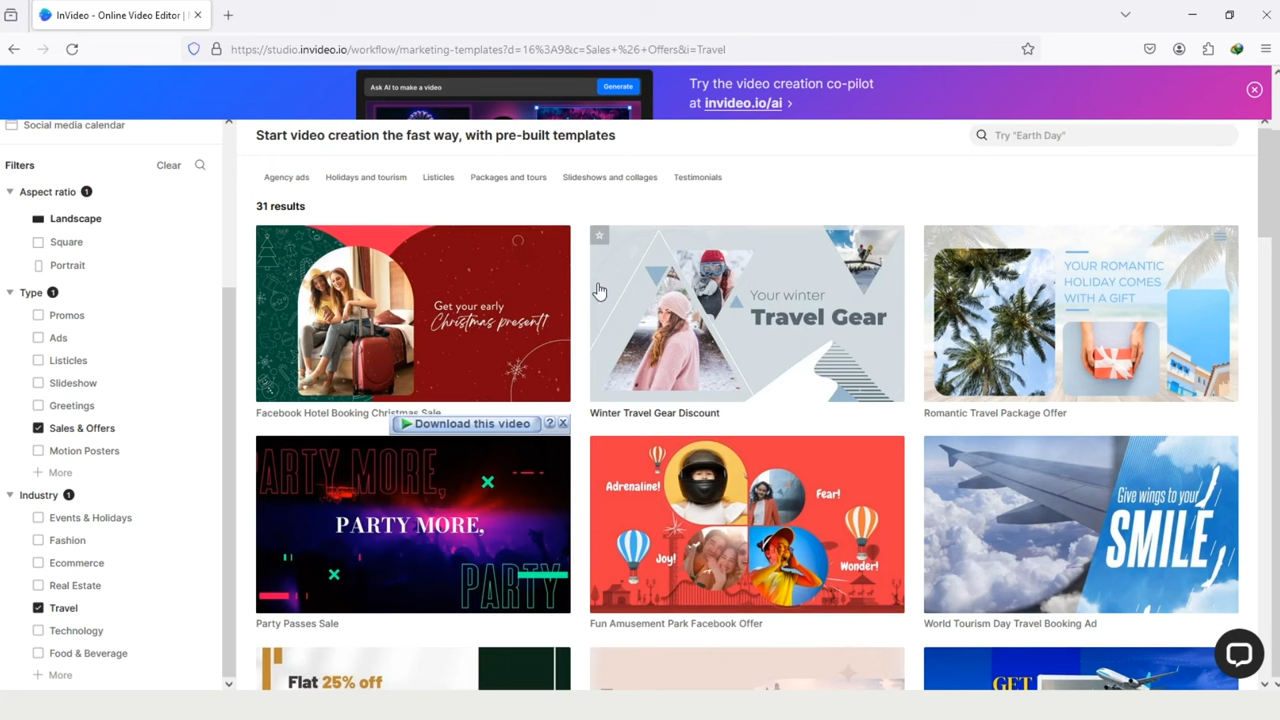 InVideo - Online Video Editor |
https://studio.invideo.io/workflow/marketing-templates?d=16%3A9&c=Sales+%26+Offers&i=Travel
Ask AI to make a video
Generate
Try the video creation co-pilot
at invideo.io/ai >
Social media calendar
Start video creation the fast way, with pre-built templates
Try "Earth Day"
Filters
Clear
Agency ads
Holidays and tourism
Listicles
Packages and tours
Slideshows and collages
Testimonials
Aspect ratio 1
Landscape
Square
Portrait
Type 1
Promos
Ads
Listicles
Slideshow
Greetings
Sales & Offers
Motion Posters
+ More
Industry 1
Events & Holidays
Fashion
Ecommerce
Real Estate
Travel
Technology
Food & Beverage
+ More
31 results
Get your early
Christmas present!
Facebook Hotel Booking Christmas Sale
Your winter
Travel Gear
Winter Travel Gear Discount
YOUR ROMANTIC
HOLIDAY COMES
WITH A GIFT
Romantic Travel Package Offer
Download this video
?
ARTY MORE,
PARTY MORE,
PARTY
Party Passes Sale
Adrenaline!
Fear!
Joy!
Wonder!
Fun Amusement Park Facebook Offer
Give wings to your
SMILE
World Tourism Day Travel Booking Ad
Flat 25% off
GET